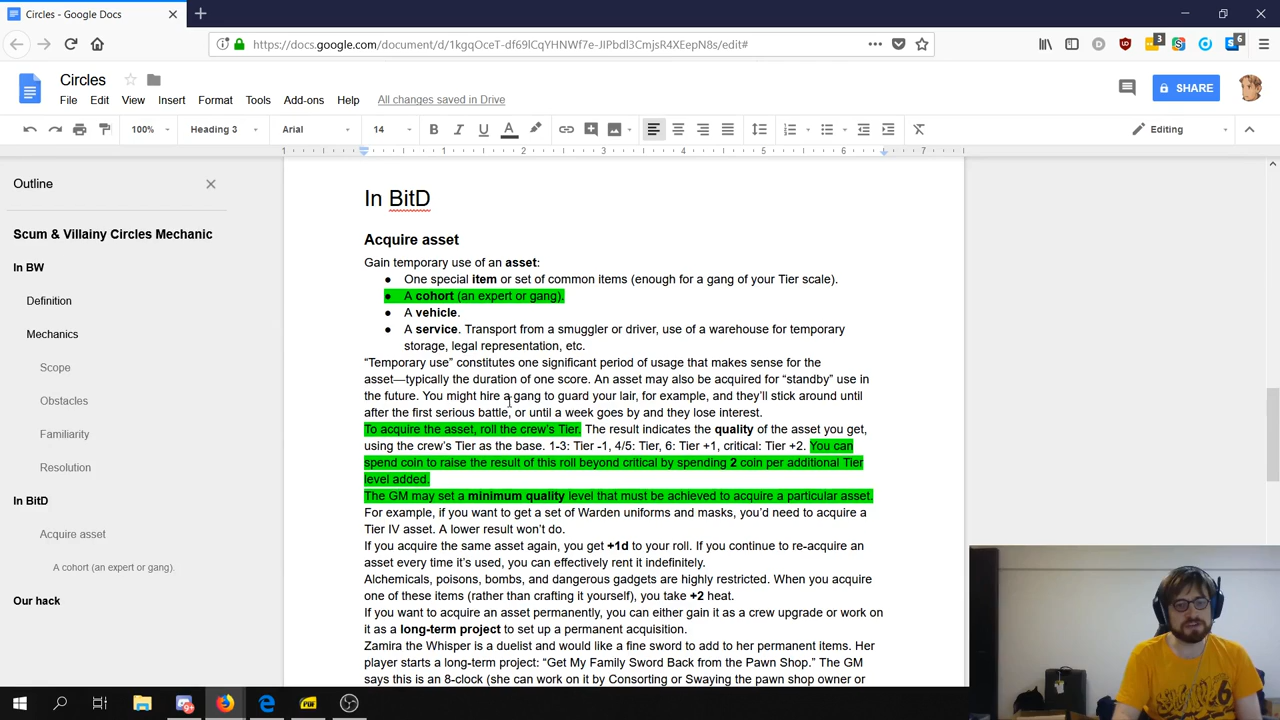 Circles - Google Docs
https://docs.google.com/document/d/1kgqOceT-df69lCqYHNWf7e-JIPbdl3CmjsR4XEepN8s/edit#
3
6
Circles
File Edit View Insert Format Tools Add-ons Help All changes saved in Drive
SHARE
100% Heading 3 Arial 14 Editing
1 1 2 3 4 5 6 7
Outline
Scum & Villainy Circles Mechanic
In BW
Definition
Mechanics
Scope
Obstacles
Familiarity
Resolution
In BitD
Acquire asset
A cohort (an expert or gang).
Our hack
In BitD
Acquire asset
Gain temporary use of an asset:
● One special item or set of common items (enough for a gang of your Tier scale).
● A cohort (an expert or gang).
● A vehicle.
● A service. Transport from a smuggler or driver, use of a warehouse for temporary
storage, legal representation, etc.
“Temporary use” constitutes one significant period of usage that makes sense for the
asset—typically the duration of one score. An asset may also be acquired for “standby” use in
the future. You might hire a gang to guard your lair, for example, and they’ll stick around until
after the first serious battle, or until a week goes by and they lose interest.
To acquire the asset, roll the crew’s Tier. The result indicates the quality of the asset you get,
using the crew’s Tier as the base. 1-3: Tier -1, 4/5: Tier, 6: Tier +1, critical: Tier +2. You can
spend coin to raise the result of this roll beyond critical by spending 2 coin per additional Tier
level added.
The GM may set a minimum quality level that must be achieved to acquire a particular asset.
For example, if you want to get a set of Warden uniforms and masks, you’d need to acquire a
Tier IV asset. A lower result won’t do.
If you acquire the same asset again, you get +1d to your roll. If you continue to re-acquire an
asset every time it’s used, you can effectively rent it indefinitely.
Alchemicals, poisons, bombs, and dangerous gadgets are highly restricted. When you acquire
one of these items (rather than crafting it yourself), you take +2 heat.
If you want to acquire an asset permanently, you can either gain it as a crew upgrade or work on
it as a long-term project to set up a permanent acquisition.
Zamira the Whisper is a duelist and would like a fine sword to add to her permanent items. Her
player starts a long-term project: “Get My Family Sword Back from the Pawn Shop.” The GM
says this is an 8-clock (she can work on it by Consorting or Swaying the pawn shop owner or